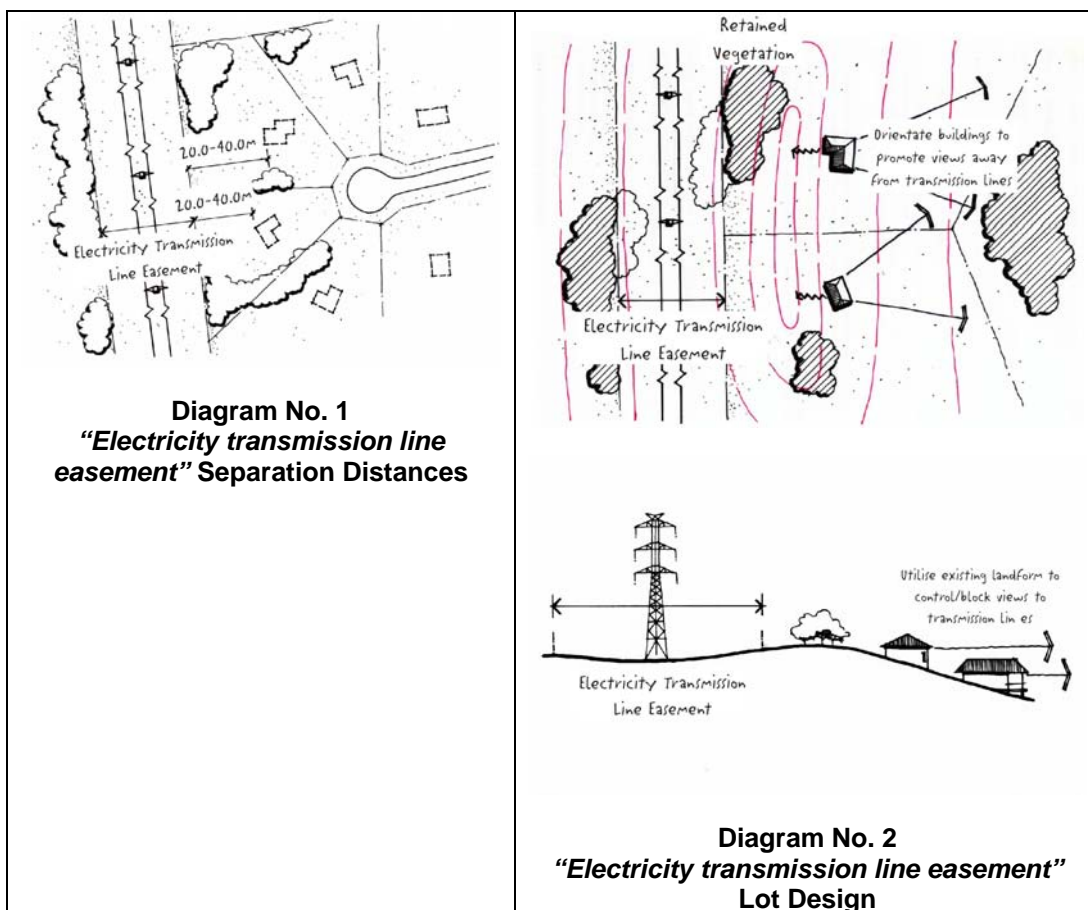 20.0-40.0m
20.0-40.0m
Electricity Transmission
Line Easement
Diagram No. 1
“Electricity transmission line
easement” Separation Distances
Retained
Vegetation
Orientate buildings to
promote views away
from transmission lines
Electricity Transmission
Line Easement
Utilise existing landform to
control/block views to
transmission Lin es
Electricity Transmission
Line Easement
Diagram No. 2
“Electricity transmission line easement”
Lot Design